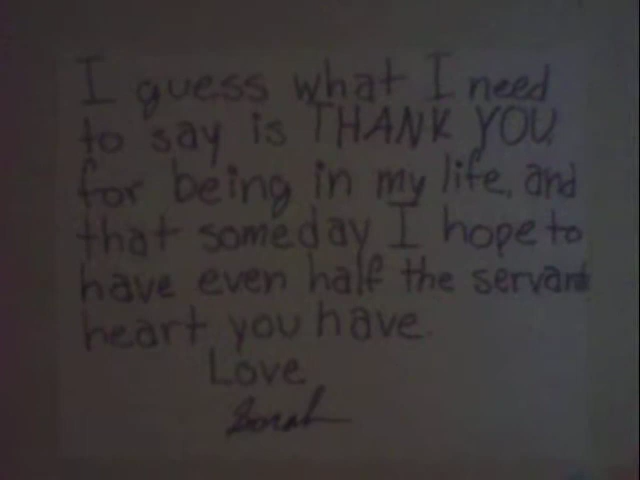 I guess what I need
to say is THANK YOU
for being in my life, and
that someday I hope to
have even half the servant
heart you have.
Love
Sarah